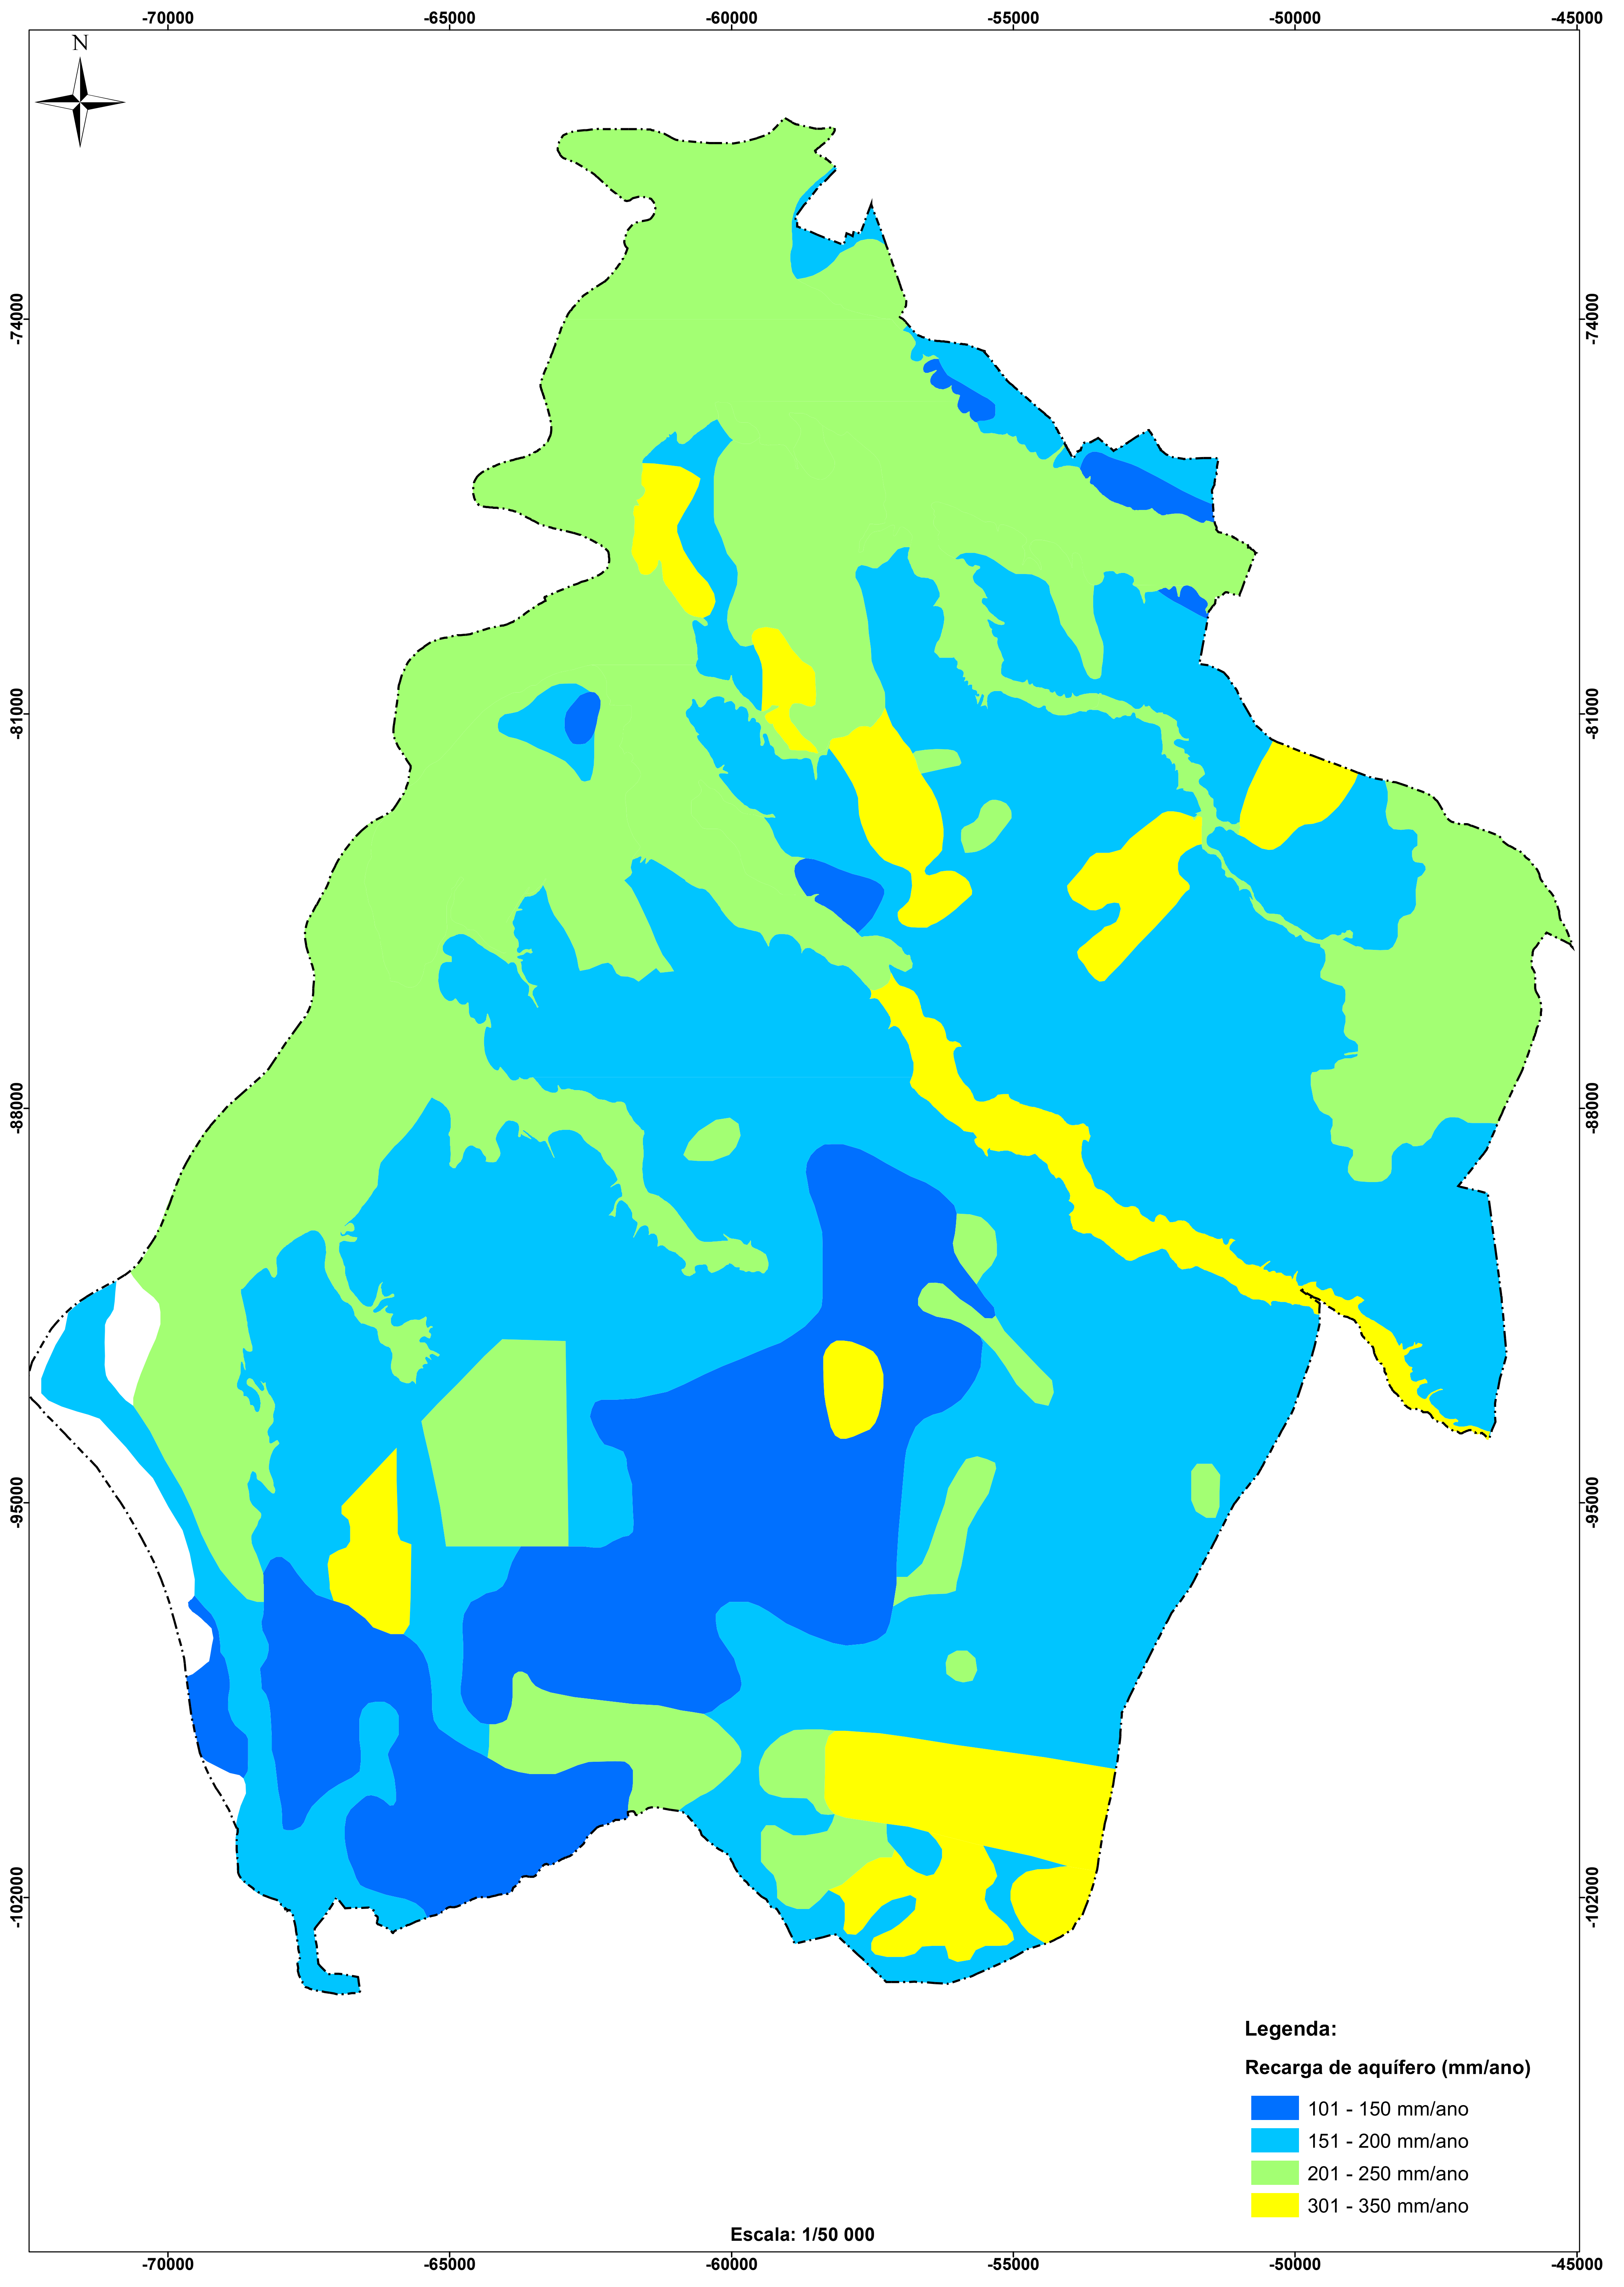 -70000 -65000 -60000 -55000 -50000 -45000
N
-74000 -74000
-81000 -81000
-88000 -88000
-95000 -95000
-102000 -102000
Legenda:
Recarga de aquífero (mm/ano)
101 - 150 mm/ano
151 - 200 mm/ano
201 - 250 mm/ano
301 - 350 mm/ano
Escala: 1/50 000
-70000 -65000 -60000 -55000 -50000 -45000